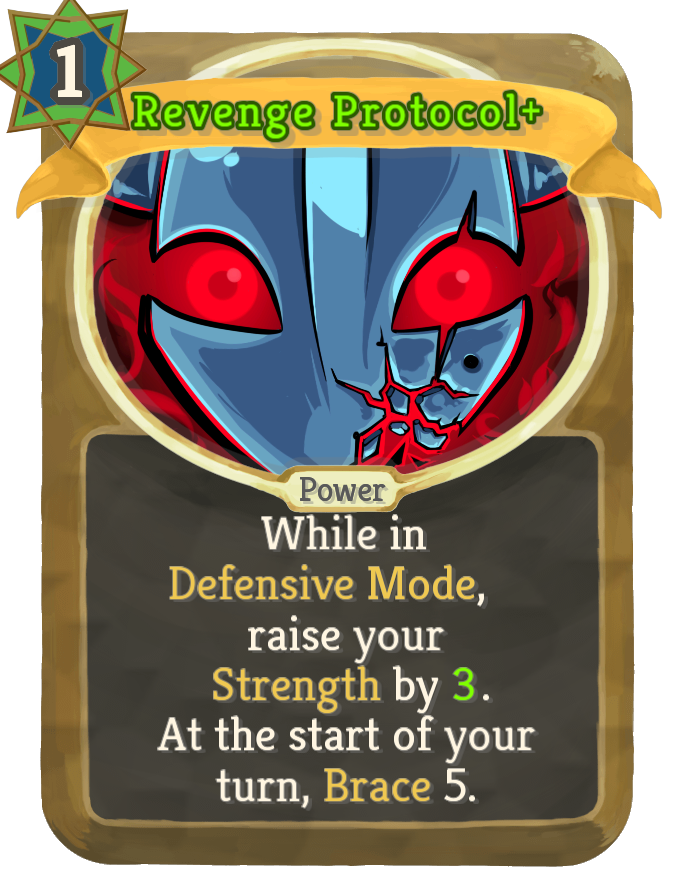 1
Revenge Protocol+
Power
While in
Defensive Mode,
raise your
Strength by 3.
At the start of your
turn, Brace 5.